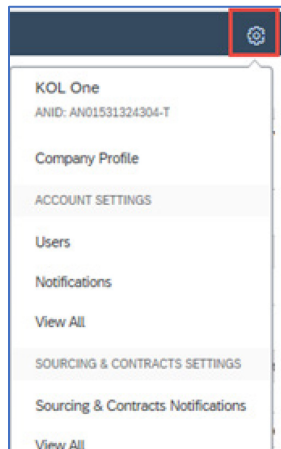 KOL One
ANID: AN01531324304-T
Company Profile
ACCOUNT SETTINGS
Users
Notifications
View All
SOURCING & CONTRACTS SETTINGS
Sourcing & Contracts Notifications
View All